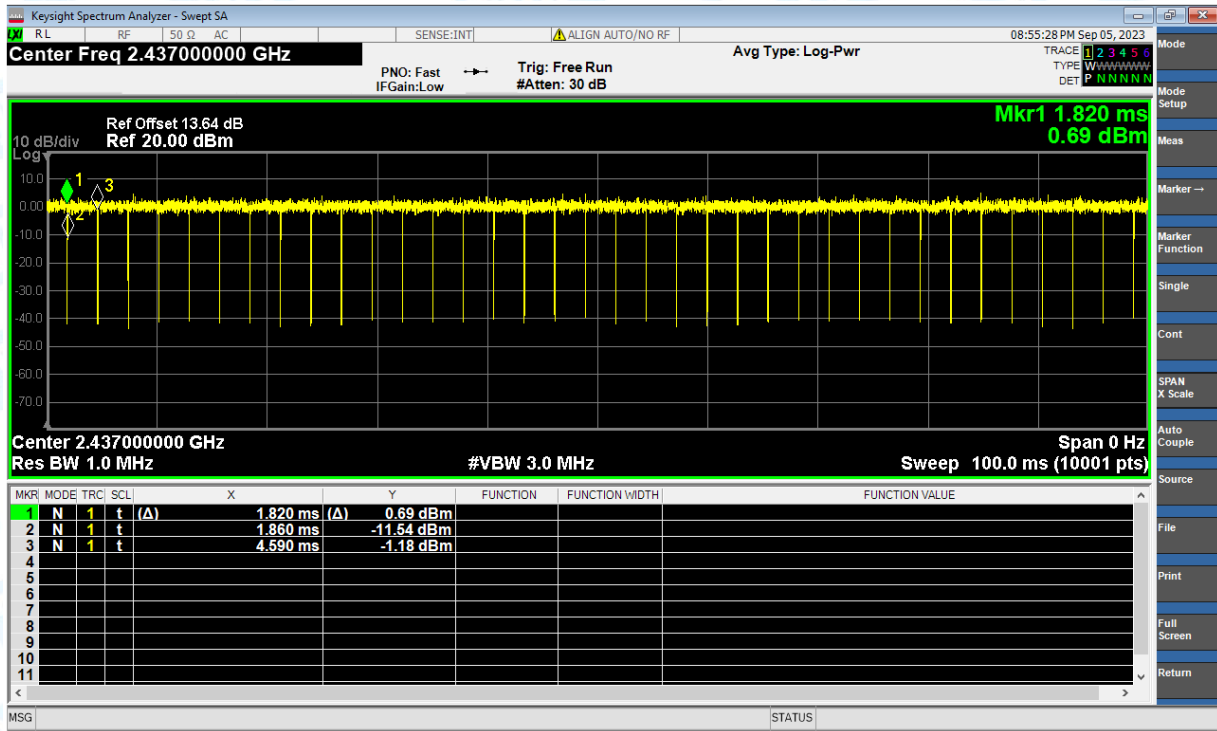 Keysight Spectrum Analyzer - Swept SA
LXI RL RF 50 Ω AC SENSE:INT ALIGN AUTO/NO RF 08:55:28 PM Sep 05, 2023
Center Freq 2.437000000 GHz
PNO: Fast
IFGain:Low
Trig: Free Run
#Atten: 30 dB
Avg Type: Log-Pwr
TRACE 1 2 3 4 5 6
TYPE WWWWWW
DET P N N N N N
Mkr1 1.820 ms
0.69 dBm
Ref Offset 13.64 dB
10 dB/div Ref 20.00 dBm
Log
10.0
0.00
-10.0
-20.0
-30.0
-40.0
-50.0
-60.0
-70.0
1
2
3
Center 2.437000000 GHz Span 0 Hz
Res BW 1.0 MHz #VBW 3.0 MHz Sweep 100.0 ms (10001 pts)
MKR MODE TRC SCL X Y FUNCTION FUNCTION WIDTH FUNCTION VALUE
1 N 1 t (Δ) 1.820 ms (Δ) 0.69 dBm
2 N 1 t 1.860 ms -11.54 dBm
3 N 1 t 4.590 ms -1.18 dBm
4
5
6
7
8
9
10
11
MSG STATUS
Mode
Mode
Setup
Meas
Marker→
Marker
Function
Single
Cont
SPAN
X Scale
Auto
Couple
Source
File
Print
Full
Screen
Return